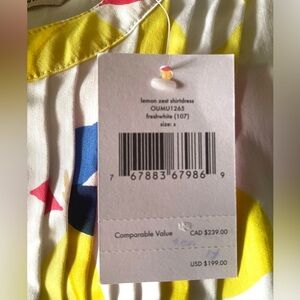 lemon zest shirtdress
OUMU1265
freshwhite (107)
size: x
7 67883 67986 9
Comparable Value CAD $239.00
USD $199.00